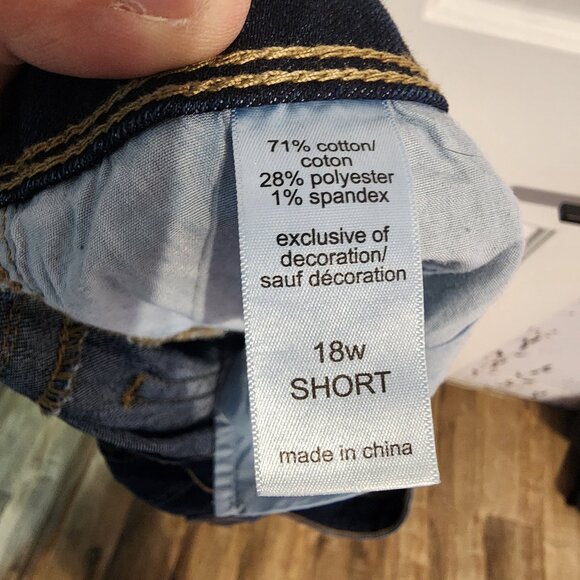 71% cotton/
coton
28% polyester
1% spandex
exclusive of
decoration/
sauf décoration
18w
SHORT
made in china